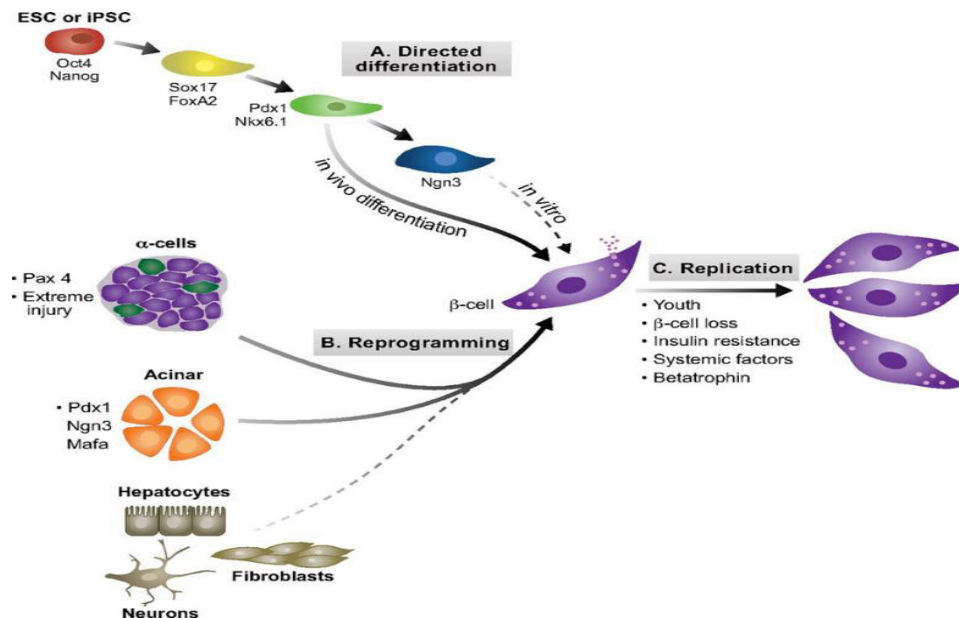 ESC or iPSC
Oct4
Nanog
Sox17
FoxA2
A. Directed
differentiation
Pdx1
Nkx6.1
Ngn3
in vivo differentiation
in vitro
α-cells
• Pax 4
• Extreme
injury
β-cell
B. Reprogramming
C. Replication
• Youth
• β-cell loss
• Insulin resistance
• Systemic factors
• Betatrophin
Acinar
• Pdx1
Ngn3
Mafa
Hepatocytes
Fibroblasts
Neurons